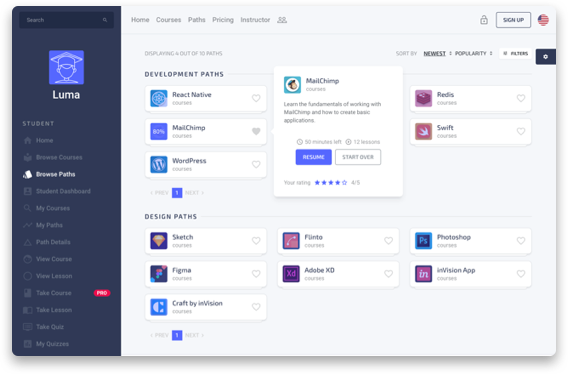 Search
Home Courses Paths Pricing Instructor
SIGN UP
Luma
STUDENT
Home
Browse Courses
Browse Paths
Student Dashboard
My Courses
My Paths
Path Details
View Course
View Lesson
Take Course PRO
Take Lesson
Take Quiz
My Quizzes
DISPLAYING 4 OUT OF 10 PATHS
SORT BY NEWEST POPULARITY FILTERS
DEVELOPMENT PATHS
React Native
courses
80%
MailChimp
courses
WordPress
courses
MailChimp
courses
Learn the fundamentals of working with
MailChimp and how to create basic
applications.
50 minutes left 12 lessons
RESUME START OVER
Your rating 4/5
Redis
courses
Swift
courses
‹ PREV 1 NEXT ›
DESIGN PATHS
Sketch
courses
Flinto
courses
Ps
Photoshop
courses
Figma
courses
Xd
Adobe XD
courses
in
inVision App
courses
Craft by inVision
courses
‹ PREV 1 NEXT ›